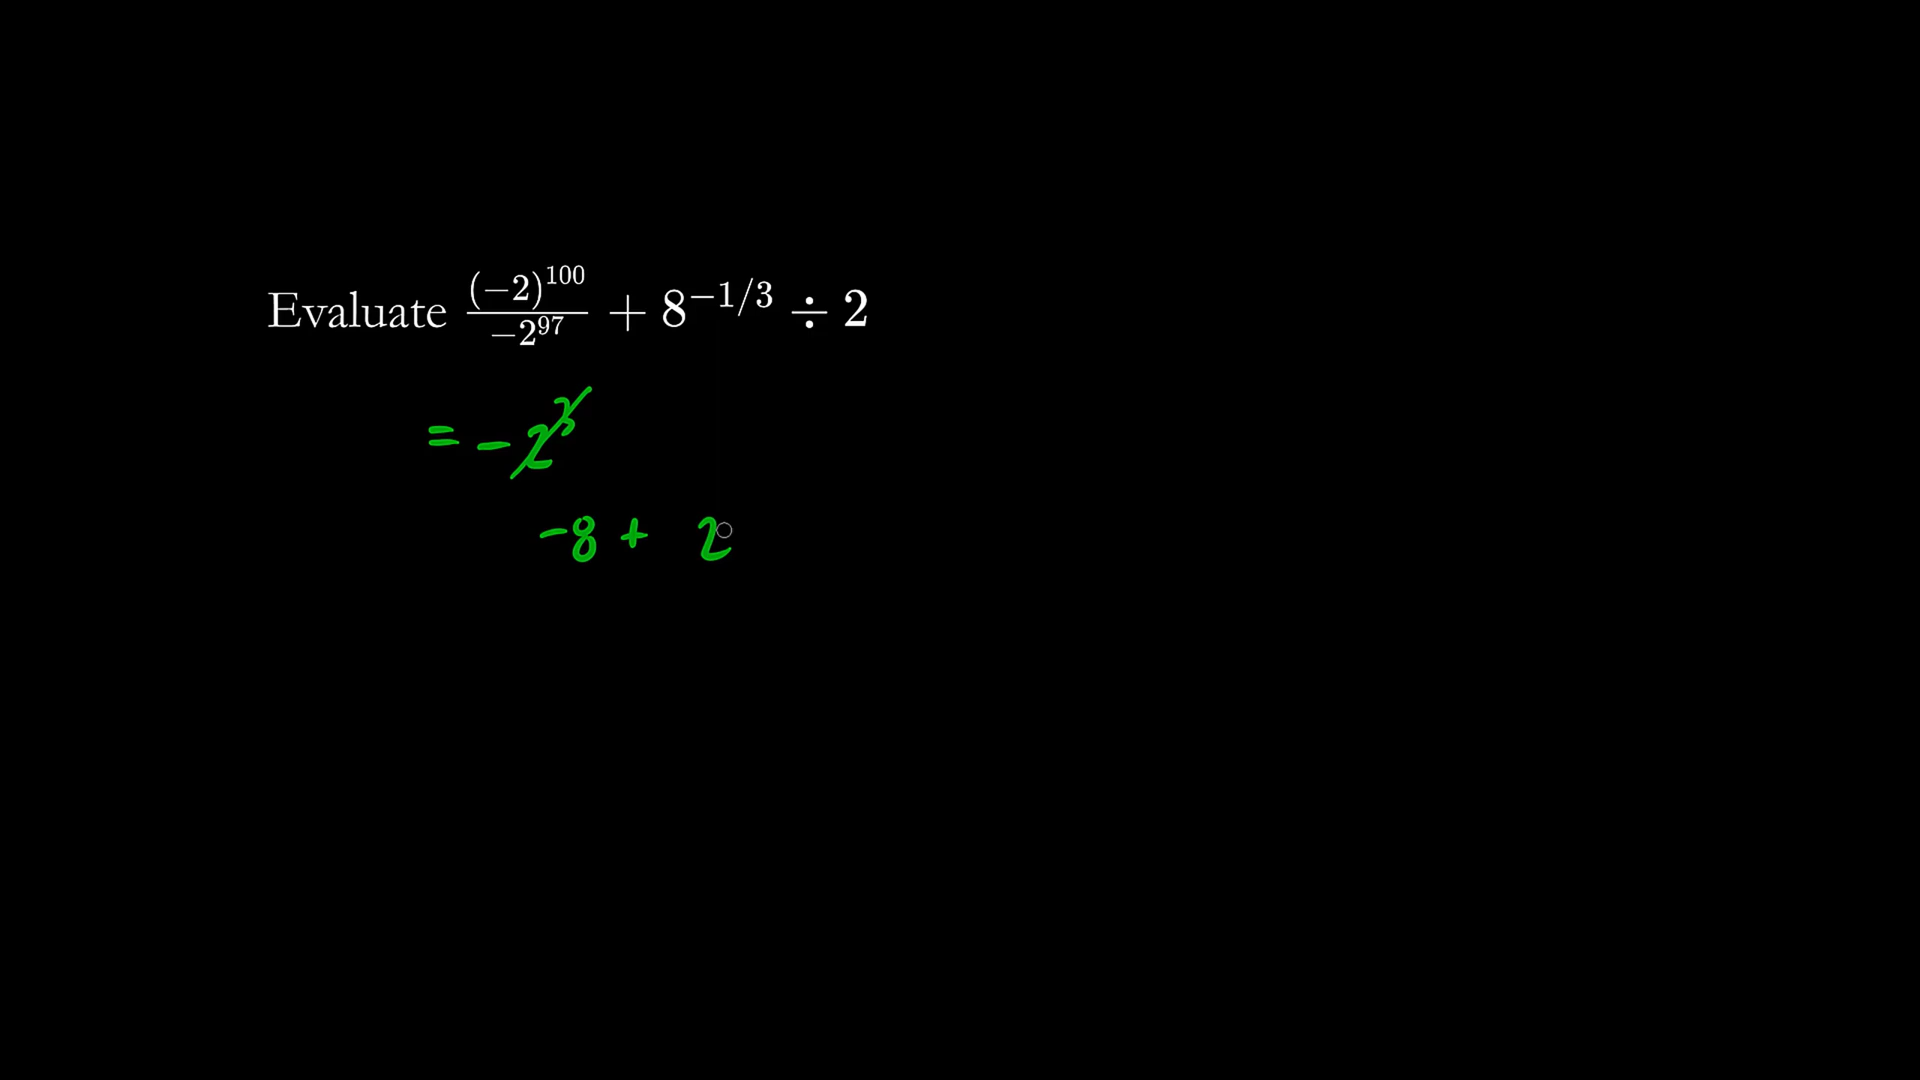 Evaluate (−2)^100 / −2^97 + 8^−1/3 ÷ 2
= -2^3
-8 + 2